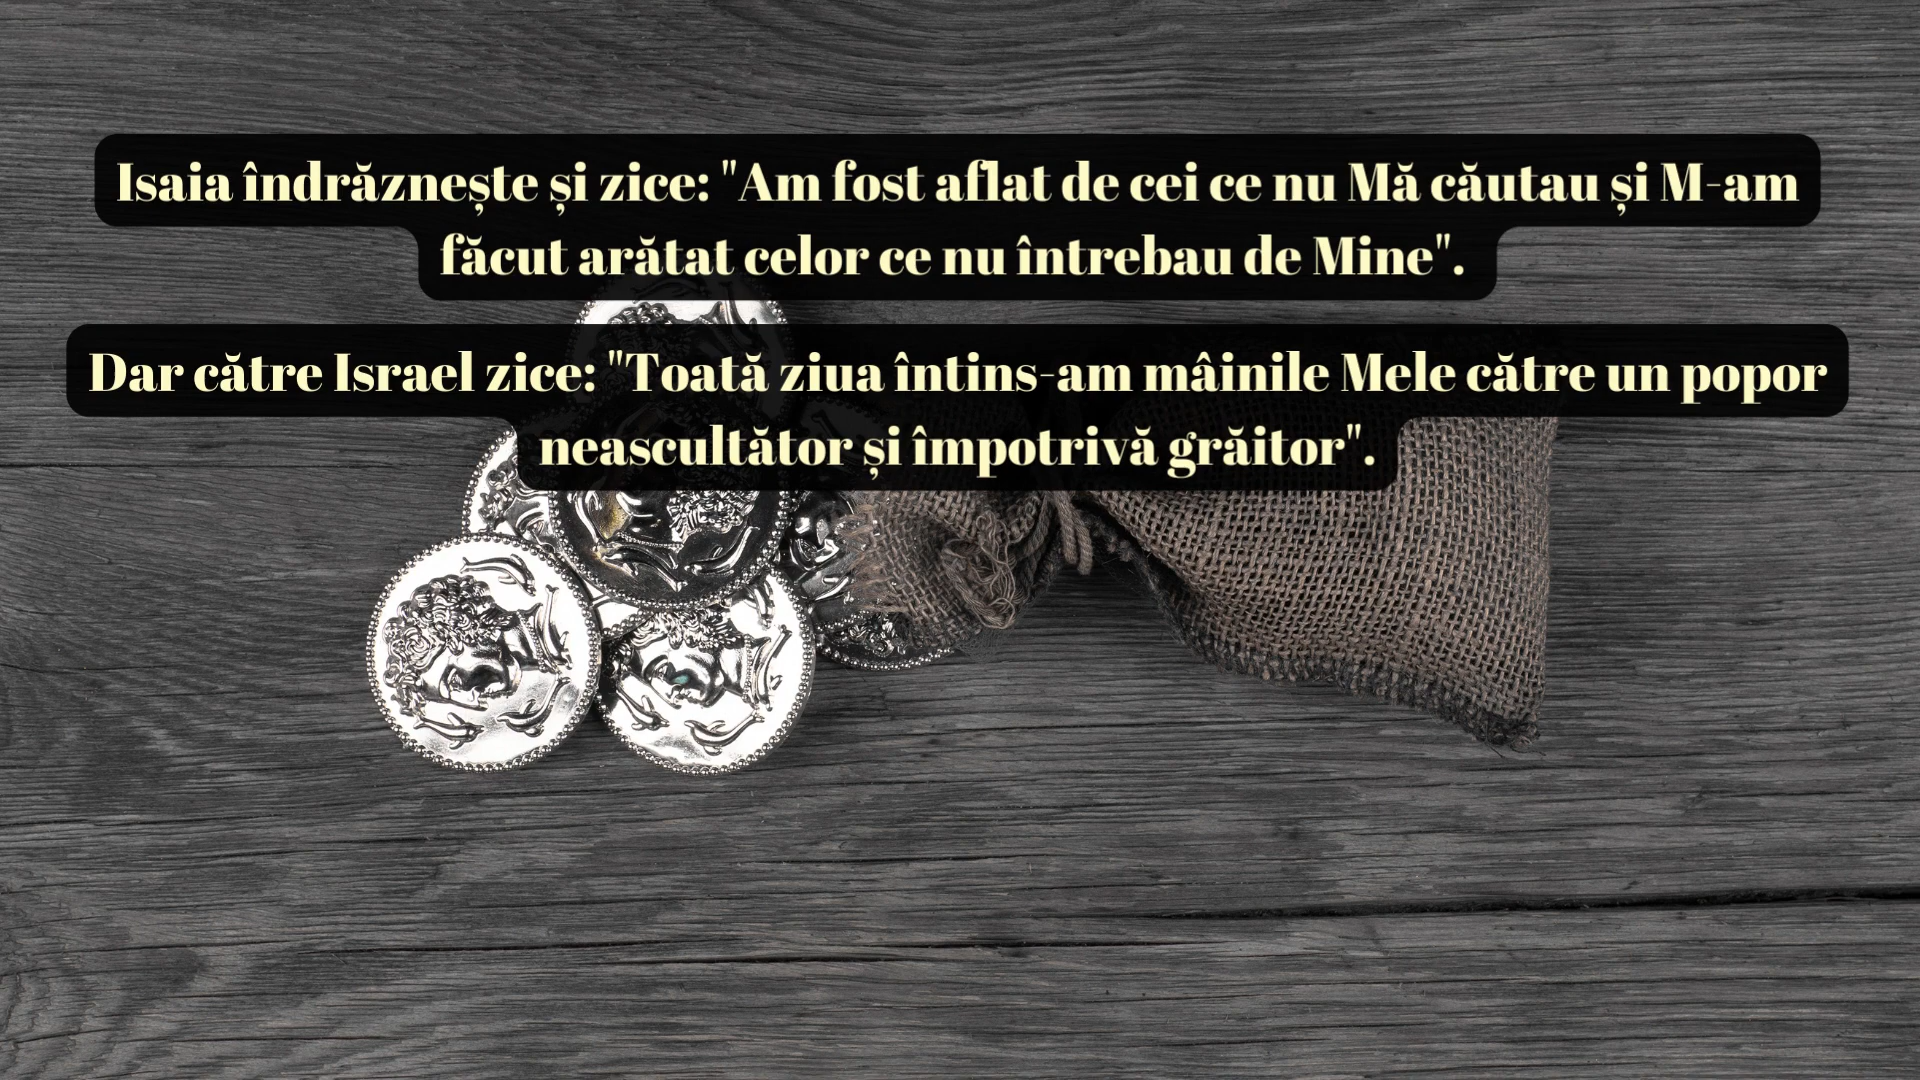 Isaia îndrăznește și zice: "Am fost aflat de cei ce nu Mă căutau și M-am
făcut arătat celor ce nu întrebau de Mine".
Dar către Israel zice: "Toată ziua întins-am mâinile Mele către un popor
neascultător și împotrivă grăitor".